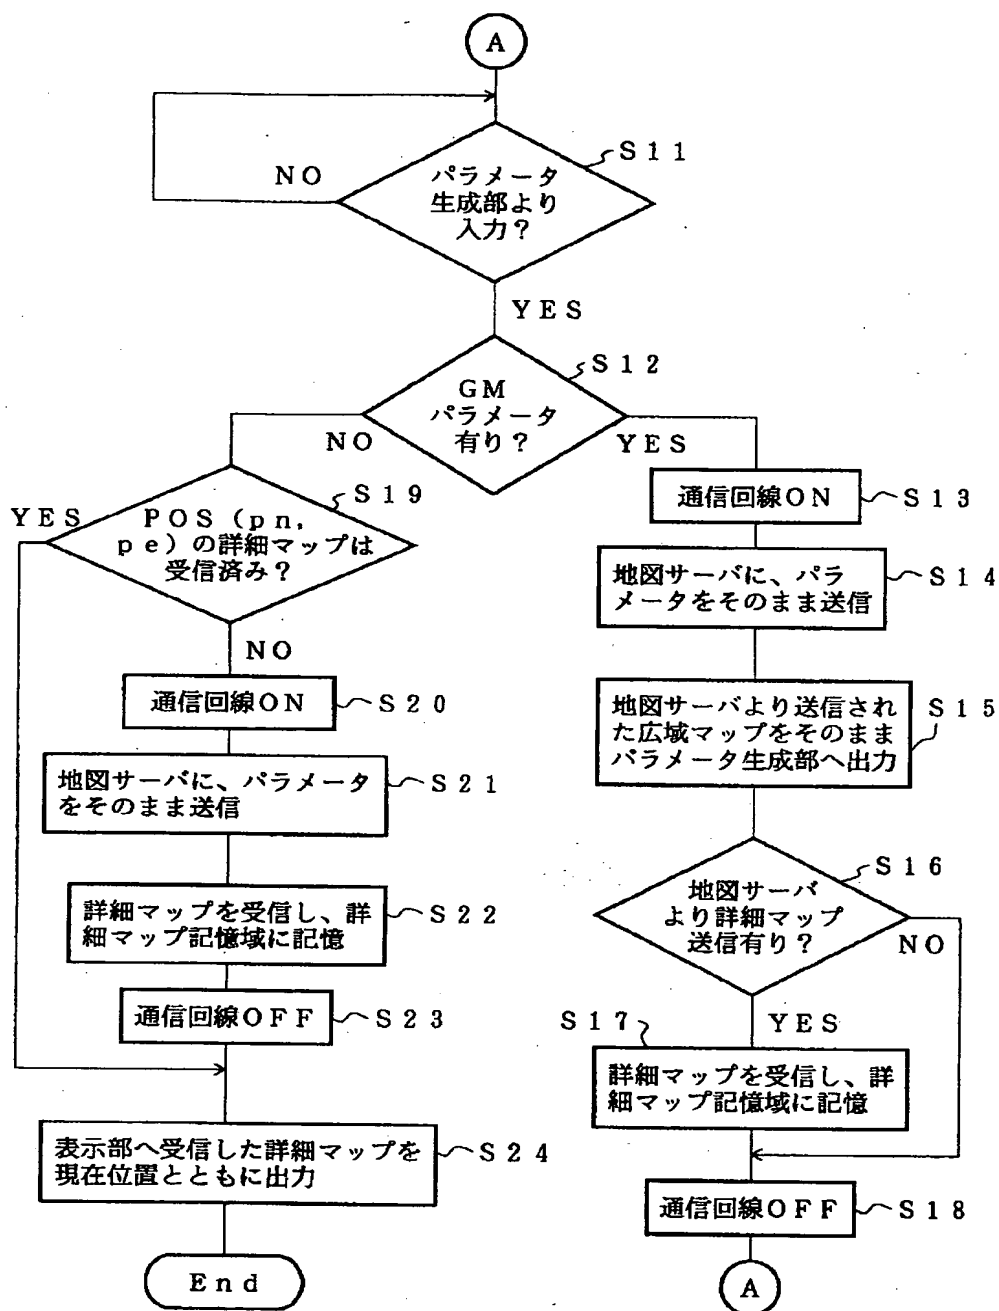 A
S11
NO
パラメータ
生成部より
入力？
YES
S12
GM
パラメータ
有り？
NO
YES
S19
YES
POS（pn,
pe）の詳細マップは
受信済み？
NO
通信回線ON
S20
地図サーバに、パラメータ
をそのまま送信
S21
詳細マップを受信し、詳
細マップ記憶域に記憶
S22
通信回線OFF
S23
表示部へ受信した詳細マップを
現在位置とともに出力
S24
End
通信回線ON
S13
地図サーバに、パラ
メータをそのまま送信
S14
地図サーバより送信され
た広域マップをそのまま
パラメータ生成部へ出力
S15
S16
地図サーバ
より詳細マップ
送信有り？
NO
YES
S17
詳細マップを受信し、詳
細マップ記憶域に記憶
通信回線OFF
S18
A